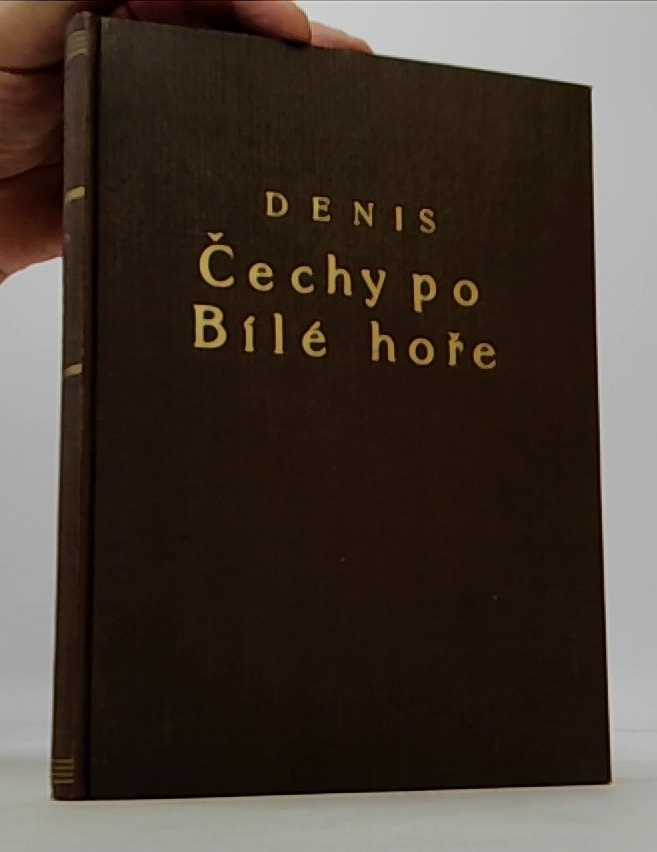 DENIS
Čechy po
Bílé hoře